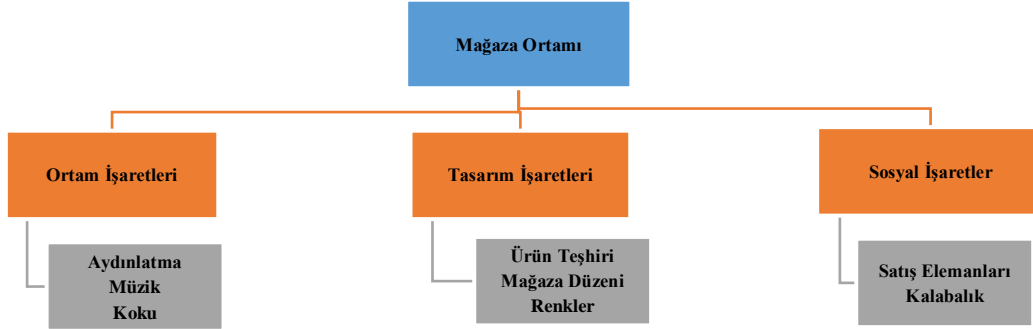 Mağaza Ortamı
Ortam İşaretleri
Tasarım İşaretleri
Sosyal İşaretler
Aydınlatma
Müzik
Koku
Ürün Teşhiri
Mağaza Düzeni
Renkler
Satış Elemanları
Kalabalık